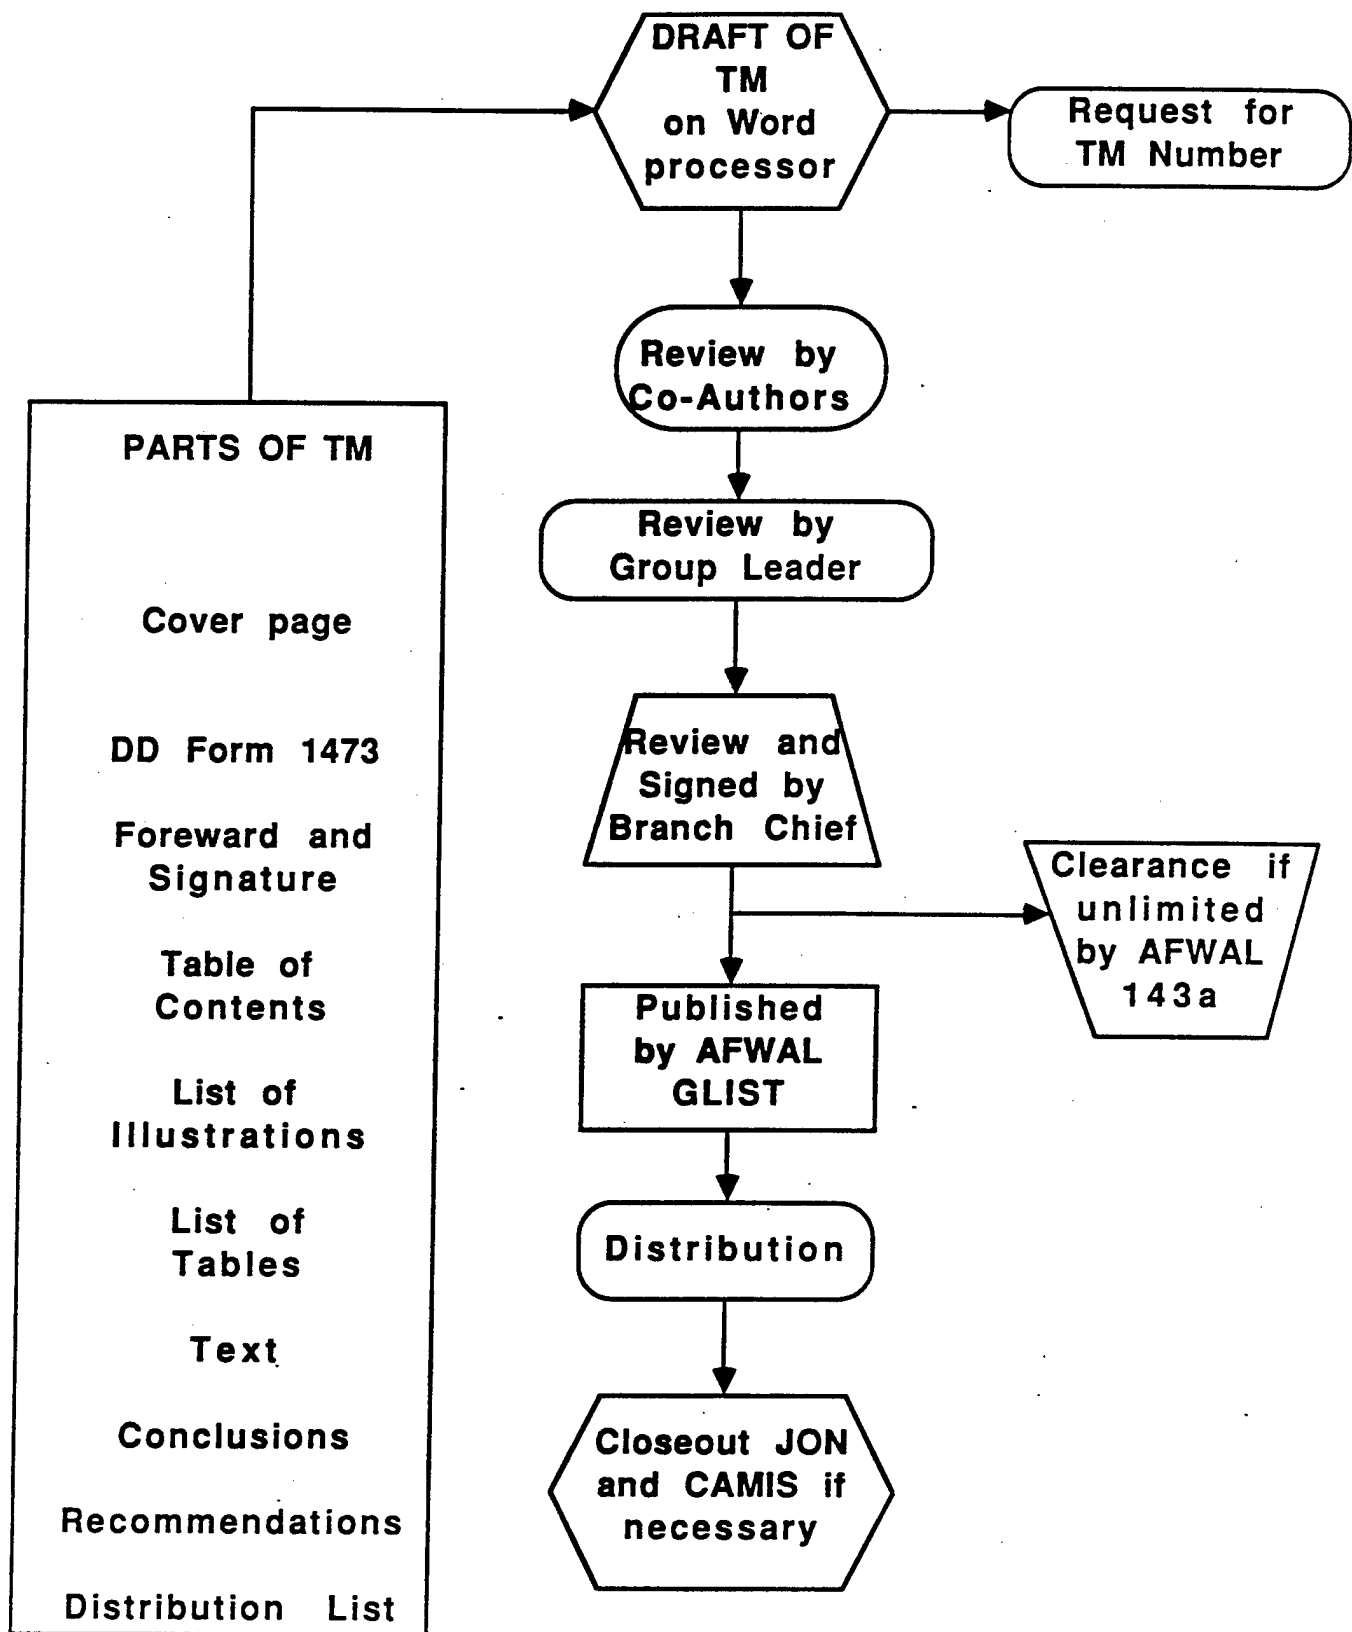 DRAFT OF
TM
on Word
processor
Request for
TM Number
Review by
Co-Authors
Review by
Group Leader
Review and
Signed by
Branch Chief
Clearance if
unlimited
by AFWAL
143a
Published
by AFWAL
GLIST
Distribution
Closeout JON
and CAMIS if
necessary
PARTS OF TM
Cover page
DD Form 1473
Foreward and
Signature
Table of
Contents
List of
Illustrations
List of
Tables
Text
Conclusions
Recommendations
Distribution List